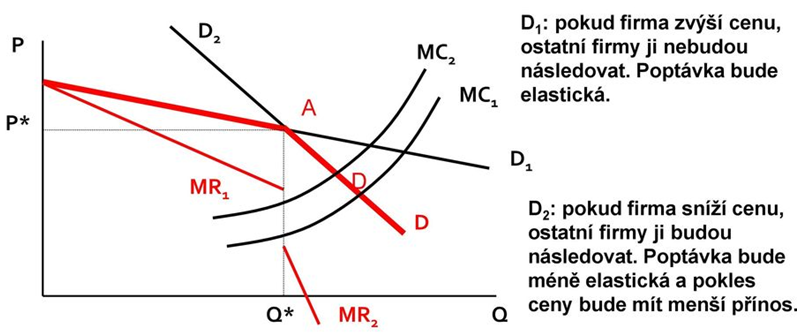 P
D₂
MC₂
MC₁
A
P*
D₁
MR₁
D
D
Q*
MR₂
Q
D₁: pokud firma zvýší cenu,
ostatní firmy ji nebudou
následovat. Poptávka bude
elastická.
D₂: pokud firma sníží cenu,
ostatní firmy ji budou
následovat. Poptávka bude
méně elastická a pokles
ceny bude mít menší přínos.